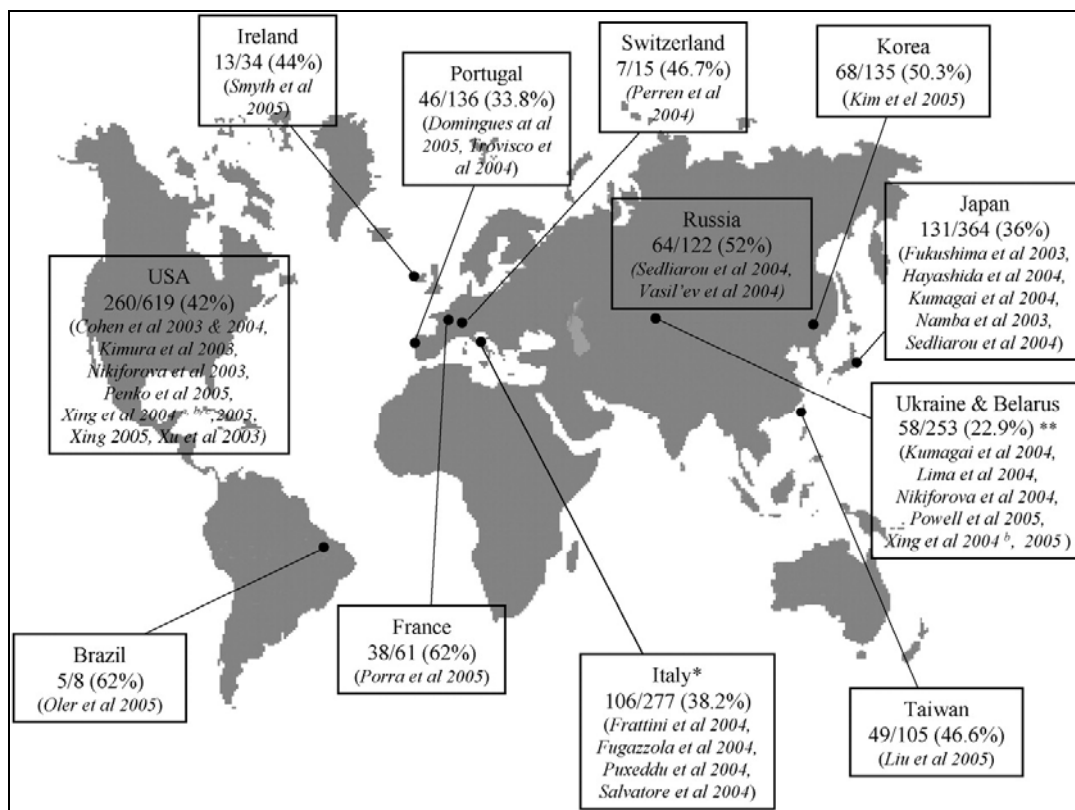 Ireland
13/34 (44%)
(Smyth et al
2005)
Portugal
46/136 (33.8%)
(Domingues at al
2005, Trovisco et
al 2004)
Switzerland
7/15 (46.7%)
(Perren et al
2004)
Korea
68/135 (50.3%)
(Kim et el 2005)
USA
260/619 (42%)
(Cohen et al 2003 & 2004,
Kimura et al 2003,
Nikiforova et al 2003,
Penko et al 2005,
Xing et al 2004 2005,
Xing 2005, Xu et al 2003)
Russia
64/122 (52%)
(Sedliarou et al 2004,
Vasil'ev et al 2004)
Japan
131/364 (36%)
(Fukushima et al 2003,
Hayashida et al 2004,
Kumagai et al 2004,
Namba et al 2003,
Sedliarou et al 2004)
Ukraine & Belarus
58/253 (22.9%) **
(Kumagai et al 2004,
Lima et al 2004,
Nikiforova et al 2004,
Powell et al 2005,
Xing et al 2004 b, 2005 )
Brazil
5/8 (62%)
(Oler et al 2005)
France
38/61 (62%)
(Porra et al 2005)
Italy*
106/277 (38.2%)
(Frattini et al 2004,
Fugazzola et al 2004,
Puxeddu et al 2004,
Salvatore et al 2004)
Taiwan
49/105 (46.6%)
(Liu et al 2005)